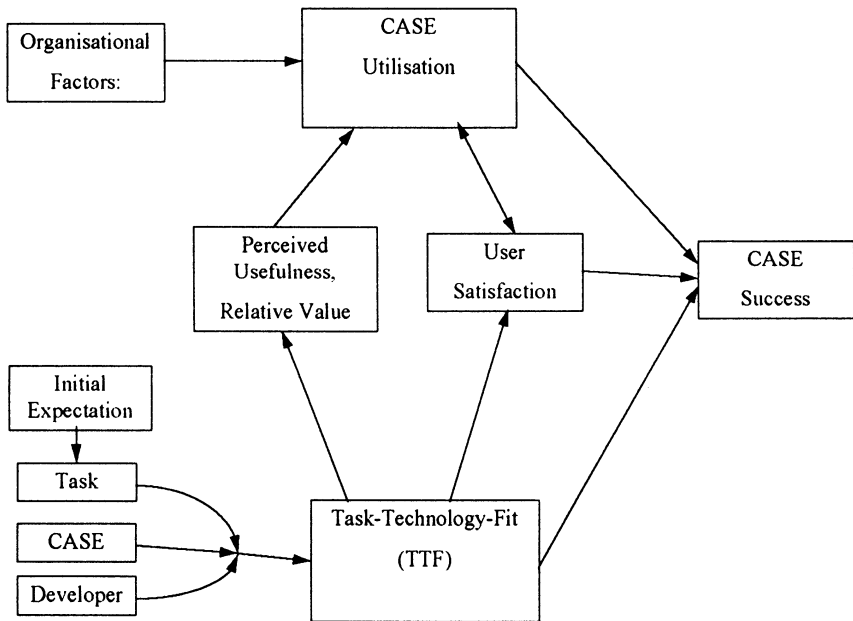 Organisational
Factors:
CASE
Utilisation
Perceived
Usefulness,
Relative Value
User
Satisfaction
CASE
Success
Initial
Expectation
Task
CASE
Developer
Task-Technology-Fit
(TTF)